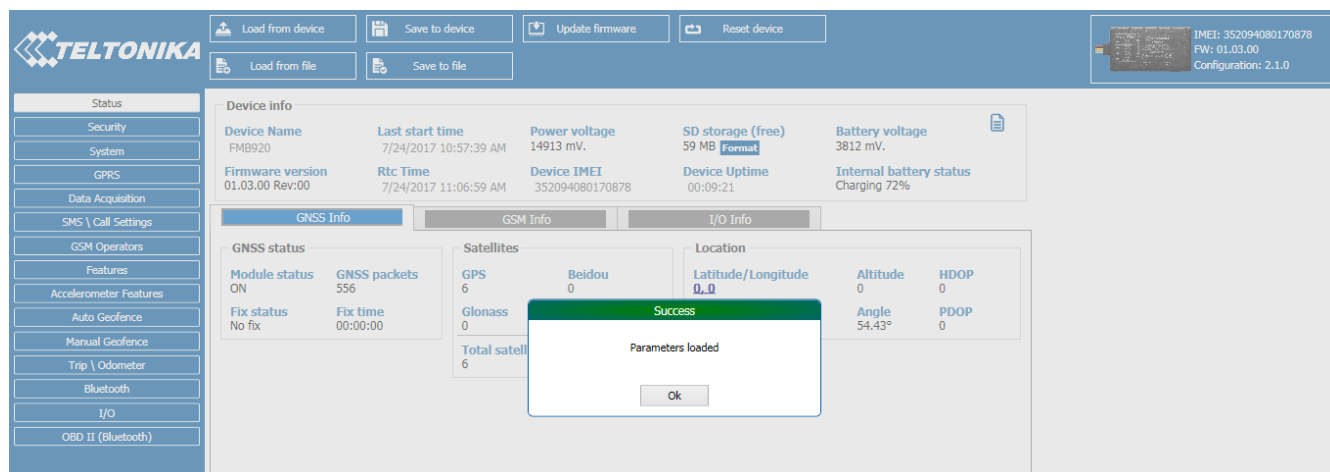 TELTONIKA
Load from device
Save to device
Update firmware
Reset device
Load from file
Save to file
IMEI: 352094080170878
FW: 01.03.00
Configuration: 2.1.0
Status
Security
System
GPRS
Data Acquisition
SMS \ Call Settings
GSM Operators
Features
Accelerometer Features
Auto Geofence
Manual Geofence
Trip \ Odometer
Bluetooth
I/O
OBD II (Bluetooth)
Device info
Device Name
FMB920
Last start time
7/24/2017 10:57:39 AM
Power voltage
14913 mV.
SD storage (free)
59 MB Format
Battery voltage
3812 mV.
Firmware version
01.03.00 Rev:00
Rtc Time
7/24/2017 11:06:59 AM
Device IMEI
352094080170878
Device Uptime
00:09:21
Internal battery status
Charging 72%
GNSS Info
GSM Info
I/O Info
GNSS status
Module status
ON
GNSS packets
556
Fix status
No fix
Fix time
00:00:00
Satellites
GPS
6
Beidou
0
Glonass
0
Total satell
6
Location
Latitude/Longitude
0, 0
Altitude
0
HDOP
0
Angle
54.43°
PDOP
0
Success
Parameters loaded
Ok